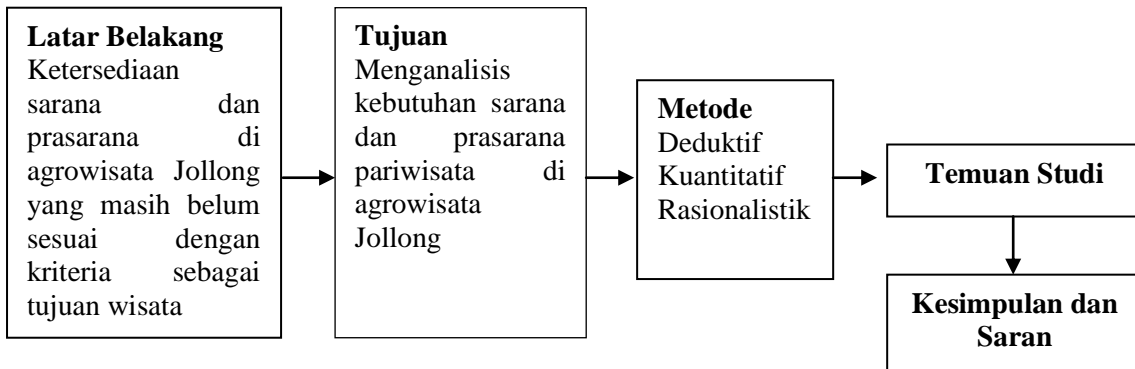 Latar Belakang
Ketersediaan
sarana dan
prasarana di
agrowisata Jollong
yang masih belum
sesuai dengan
kriteria sebagai
tujuan wisata
Tujuan
Menganalisis
kebutuhan sarana
dan prasarana
pariwisata di
agrowisata
Jollong
Metode
Deduktif
Kuantitatif
Rasionalistik
Temuan Studi
Kesimpulan dan
Saran